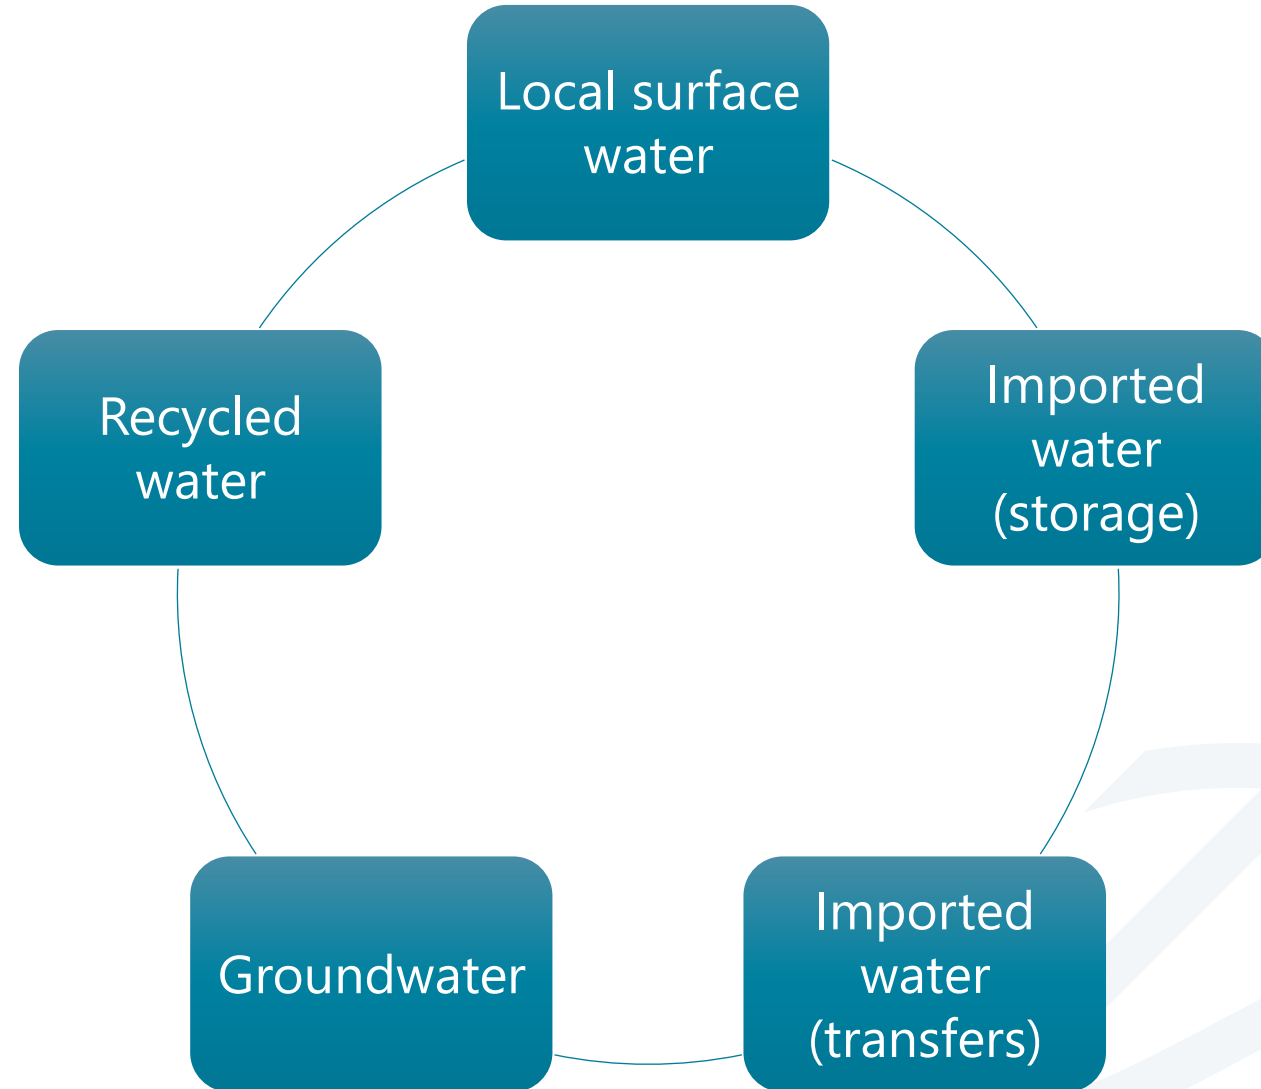 Local surface
water
Imported
water
(storage)
Imported
water
(transfers)
Groundwater
Recycled
water